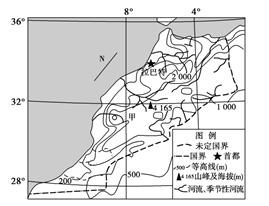 8° 4°
36°
N
拉巴特
2 000
32°
4 165
甲
1 000
500
200
28°
图 例
未定国界
国界 ★首都
500 等高线(m)
▲4 165 山峰及海拔(m)
河流、季节性河流